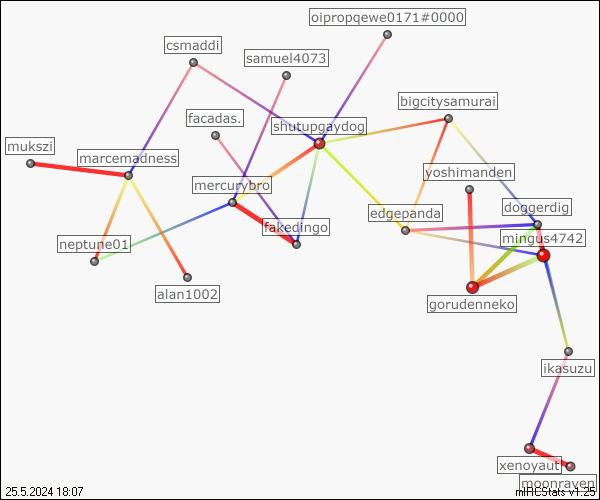 oipropqewe0171#0000
csmaddi
samuel4073
bigcitysamurai
facadas.
shutupgaydog
mukszi
marcemadness
yoshimanden
mercurybro
doggerdig
edgepanda
fakedingo
mingus4742
neptune01
alan1002
gorudenneko
ikasuzu
xenoyaut
moonraven
25.5.2024 18:07
mIRCStats v1.25